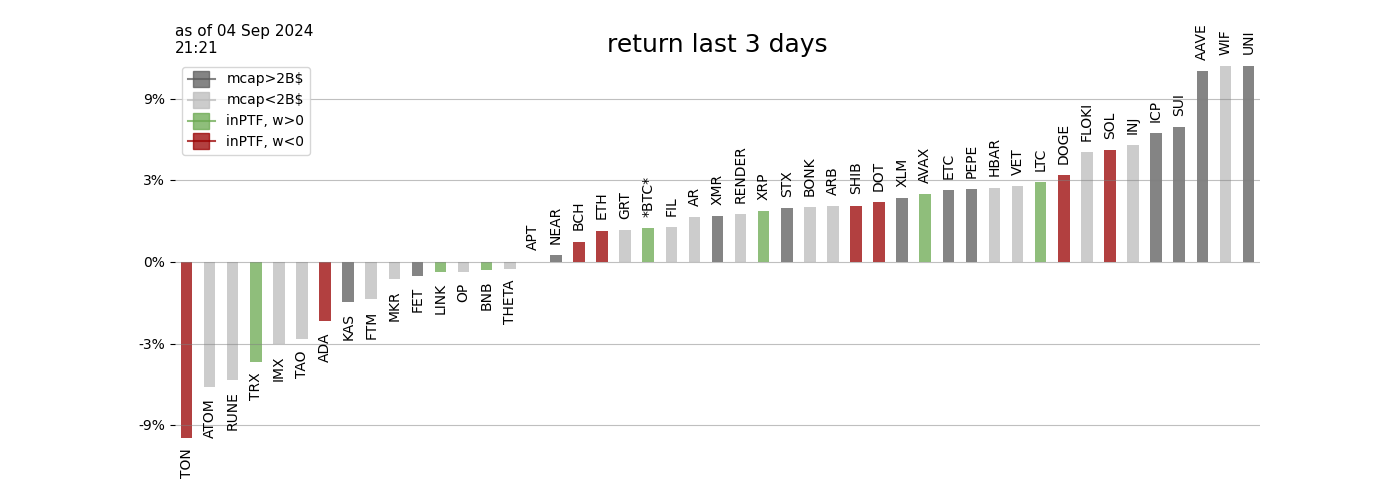 as of 04 Sep 2024
21:21
return last 3 days
mcap>2B$
mcap<2B$
inPTF, w>0
inPTF, w<0
9%
3%
0%
-3%
-9%
TON
ATOM
RUNE
TRX
IMX
TAO
ADA
KAS
FTM
MKR
FET
LINK
OP
BNB
THETA
APT
NEAR
BCH
ETH
GRT
*BTC*
FIL
AR
XMR
RENDER
XRP
STX
BONK
ARB
SHIB
DOT
XLM
AVAX
ETC
PEPE
HBAR
VET
LTC
DOGE
FLOKI
SOL
INJ
ICP
SUI
AAVE
WIF
UNI